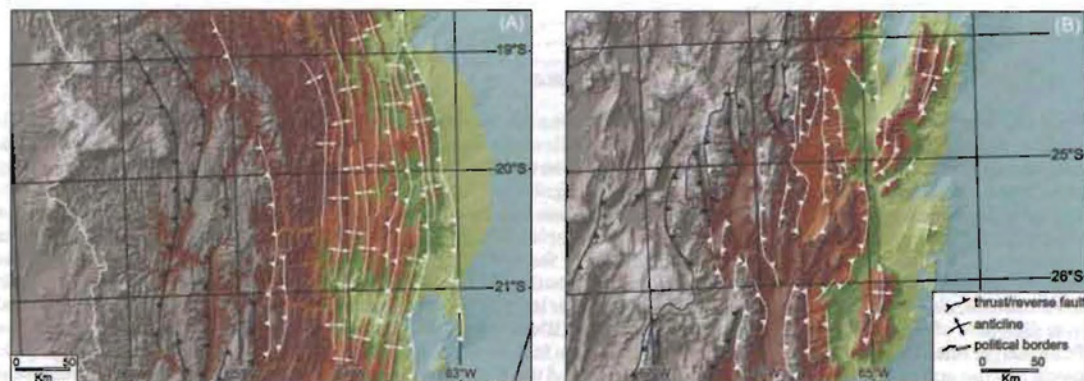 (A)
19°S
20°S
21°S
65°W
63°W
0 50
Km
(B)
25°S
26°S
65°W
thrust/reverse fault
anticline
political borders
0 50
Km